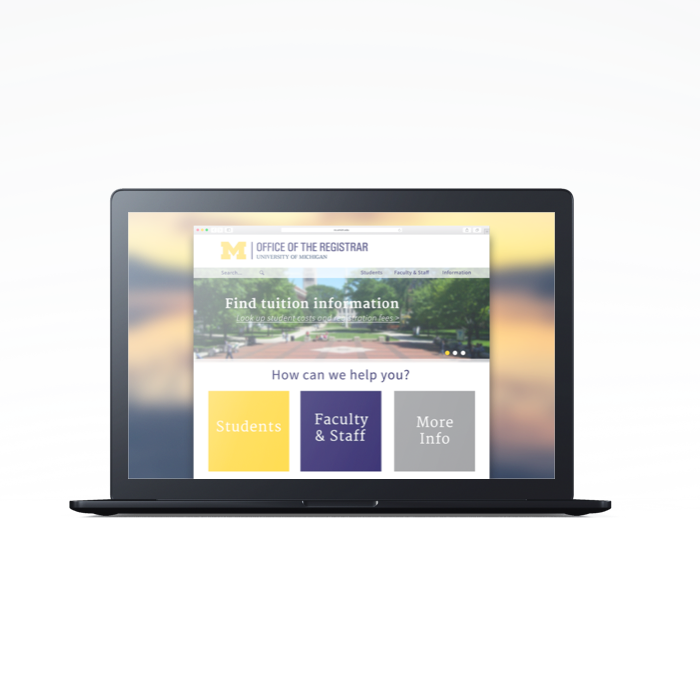 M
OFFICE OF THE REGISTRAR
UNIVERSITY OF MICHIGAN
Search...
Students Faculty & Staff Information
Find tuition information
Look up student costs and registration fees >
How can we help you?
Students
Faculty
& Staff
More
Info